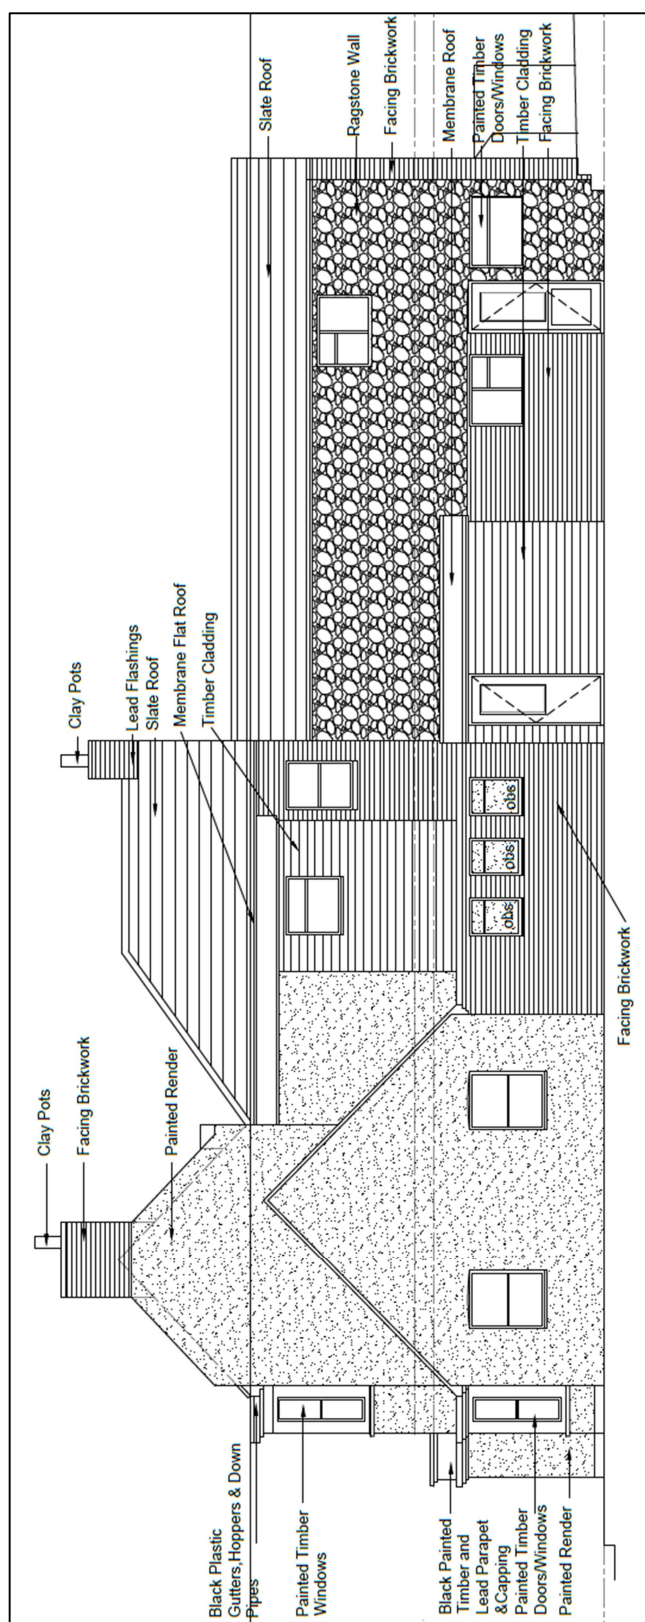 Clay Pots
Facing Brickwork
Painted Render
Clay Pots
Lead Flashings
Slate Roof
Membrane Flat Roof
Timber Cladding
Slate Roof
Ragstone Wall
Facing Brickwork
Membrane Roof
Painted Timber
Doors/Windows
Timber Cladding
Facing Brickwork
Black Plastic
Gutters,Hoppers & Down
Pipes
Painted Timber
Windows
Black Painted
Timber and
Lead Parapet
&Capping
Painted Timber
Doors/Windows
Painted Render
obs
obs
obs
Facing Brickwork